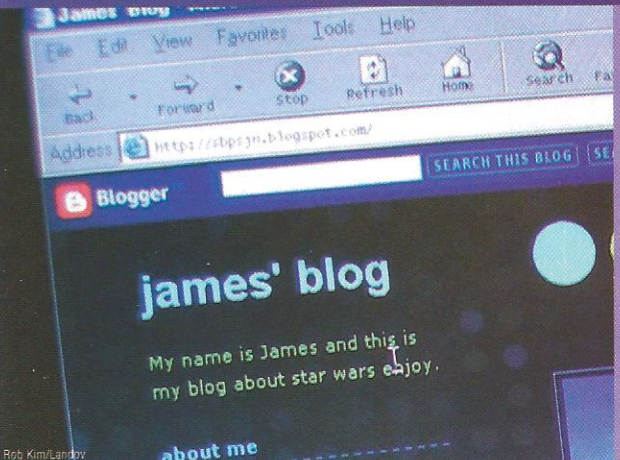 James' Blog
File Edit View Favorites Tools Help
Back Forward Stop Refresh Home Search
Address http://sbpsjn.blogspot.com/
Blogger SEARCH THIS BLOG
james' blog
My name is James and this is
my blog about star wars enjoy.
about me
Rob Kim/Landov